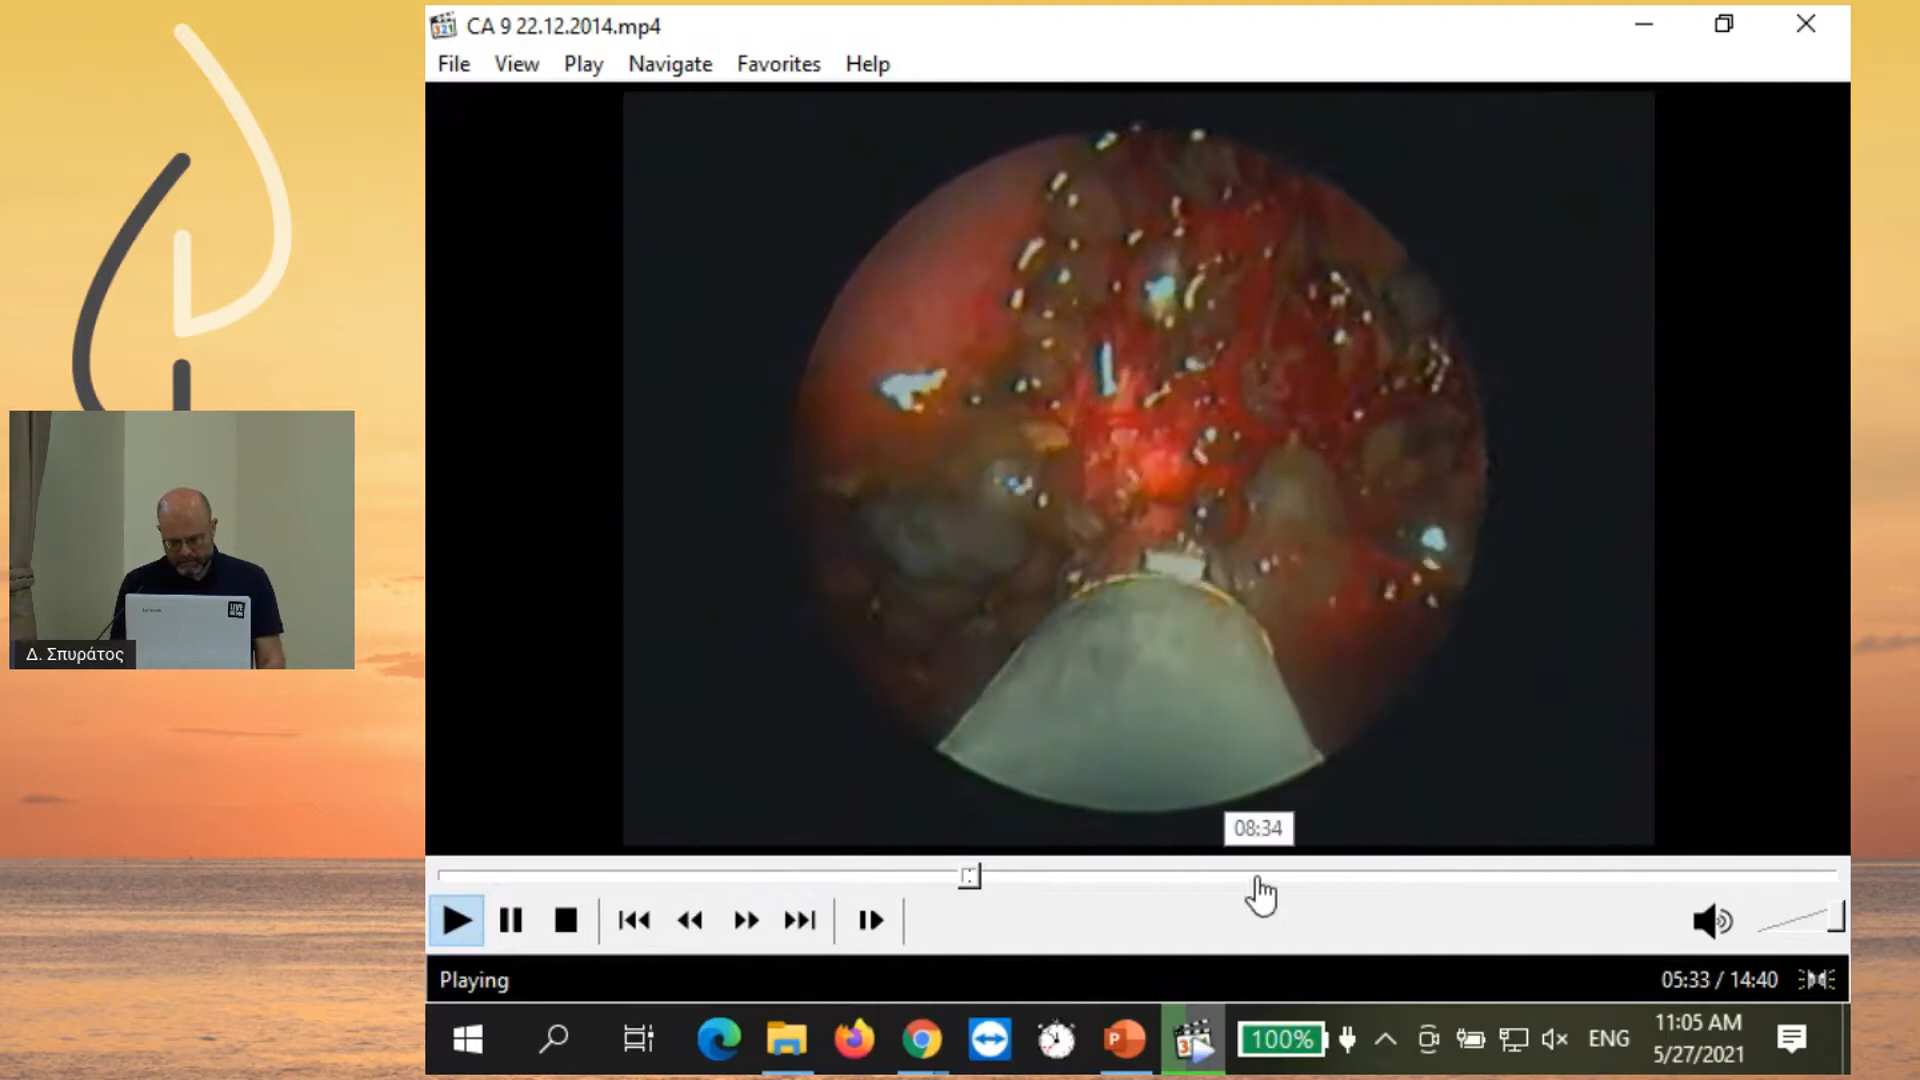 CA 9 22.12.2014.mp4
File View Play Navigate Favorites Help
08:34
Δ. Σπυράτος
Playing
05:33 / 14:40
100%
ENG
11:05 AM
5/27/2021